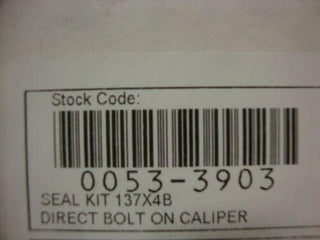 Stock Code:
0053-3903
SEAL KIT 137X4B
DIRECT BOLT ON CALIPER